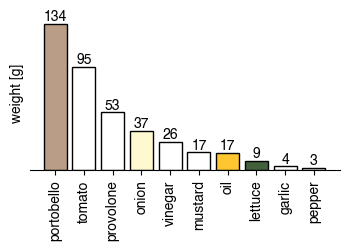 weight [g]
134
95
53
37
26
17
17
9
4
3
portobello
tomato
provolone
onion
vinegar
mustard
oil
lettuce
garlic
pepper